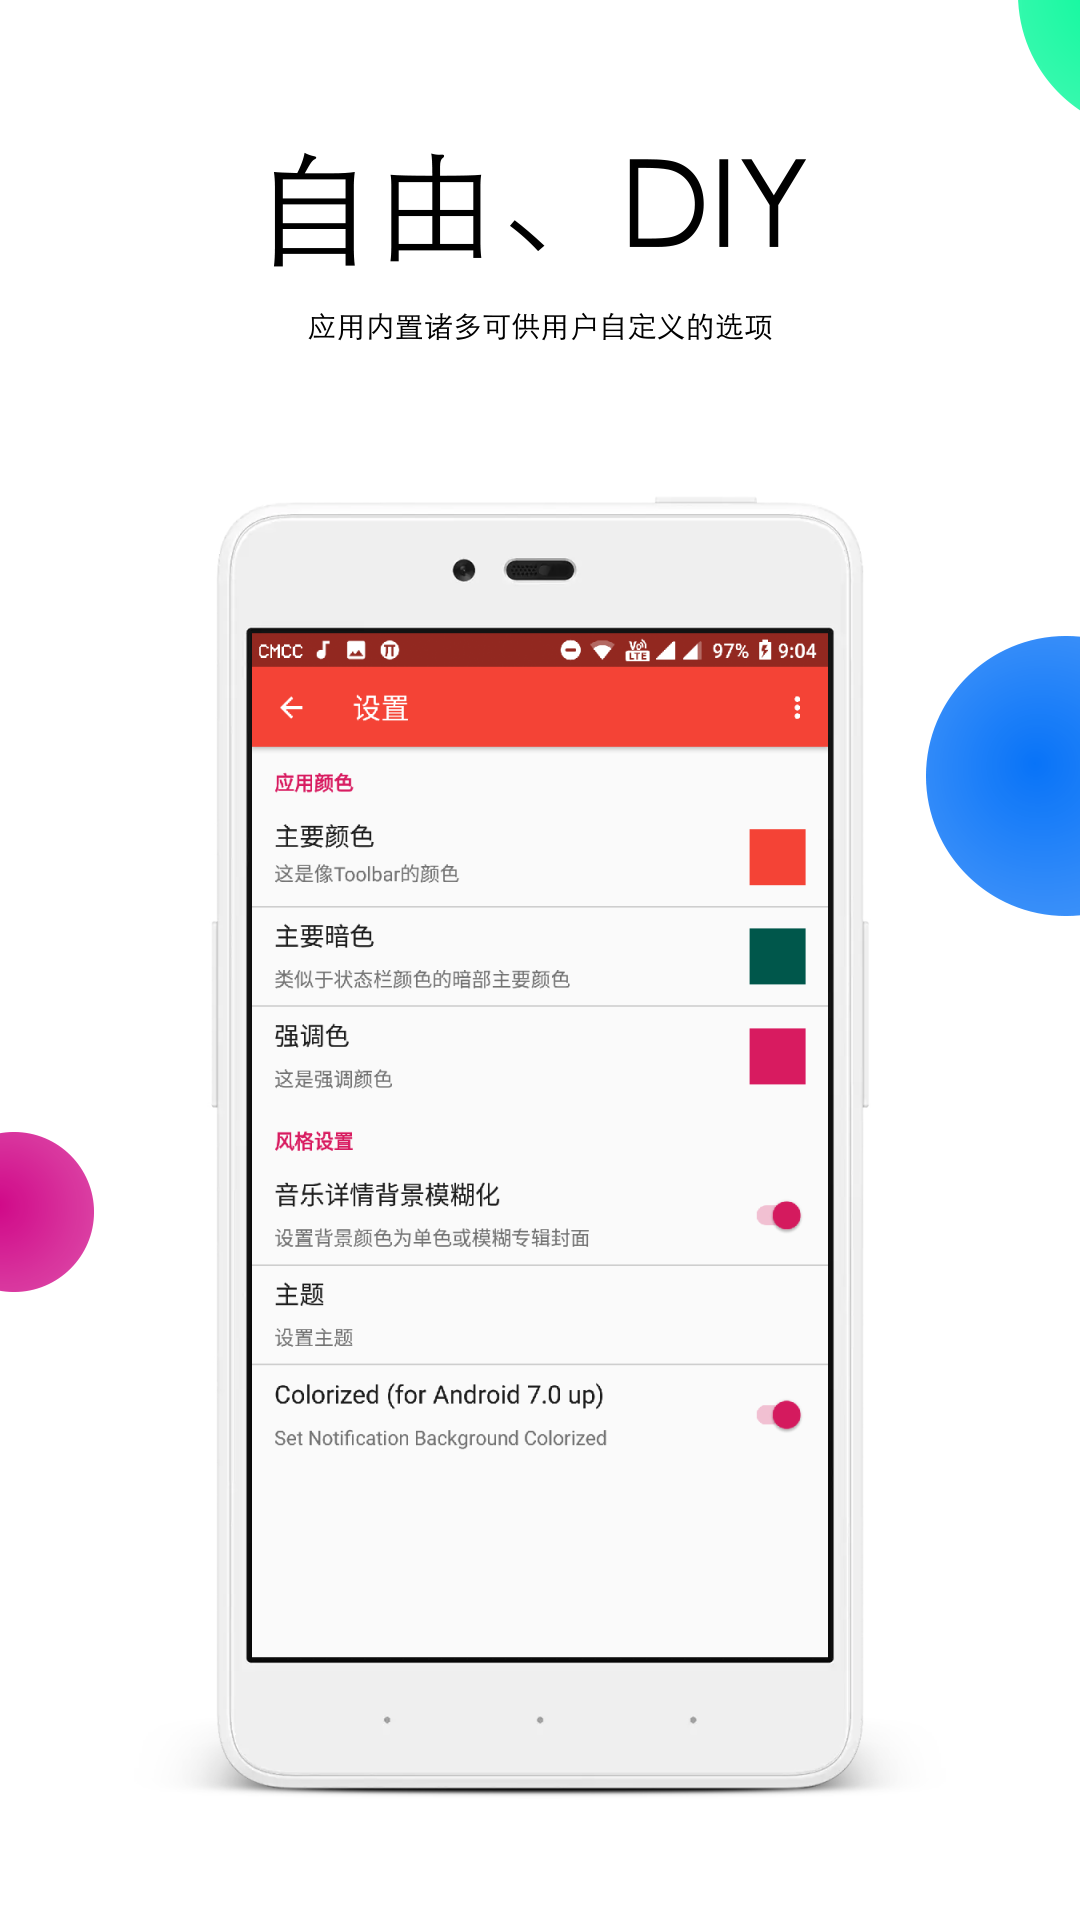 自由、DIY
应用内置诸多可供用户自定义的选项
CMCC VoLTE 97% 9:04
设置
应用颜色
主要颜色
这是像Toolbar的颜色
主要暗色
类似于状态栏颜色的暗部主要颜色
强调色
这是强调颜色
风格设置
音乐详情背景模糊化
设置背景颜色为单色或模糊专辑封面
主题
设置主题
Colorized (for Android 7.0 up)
Set Notification Background Colorized